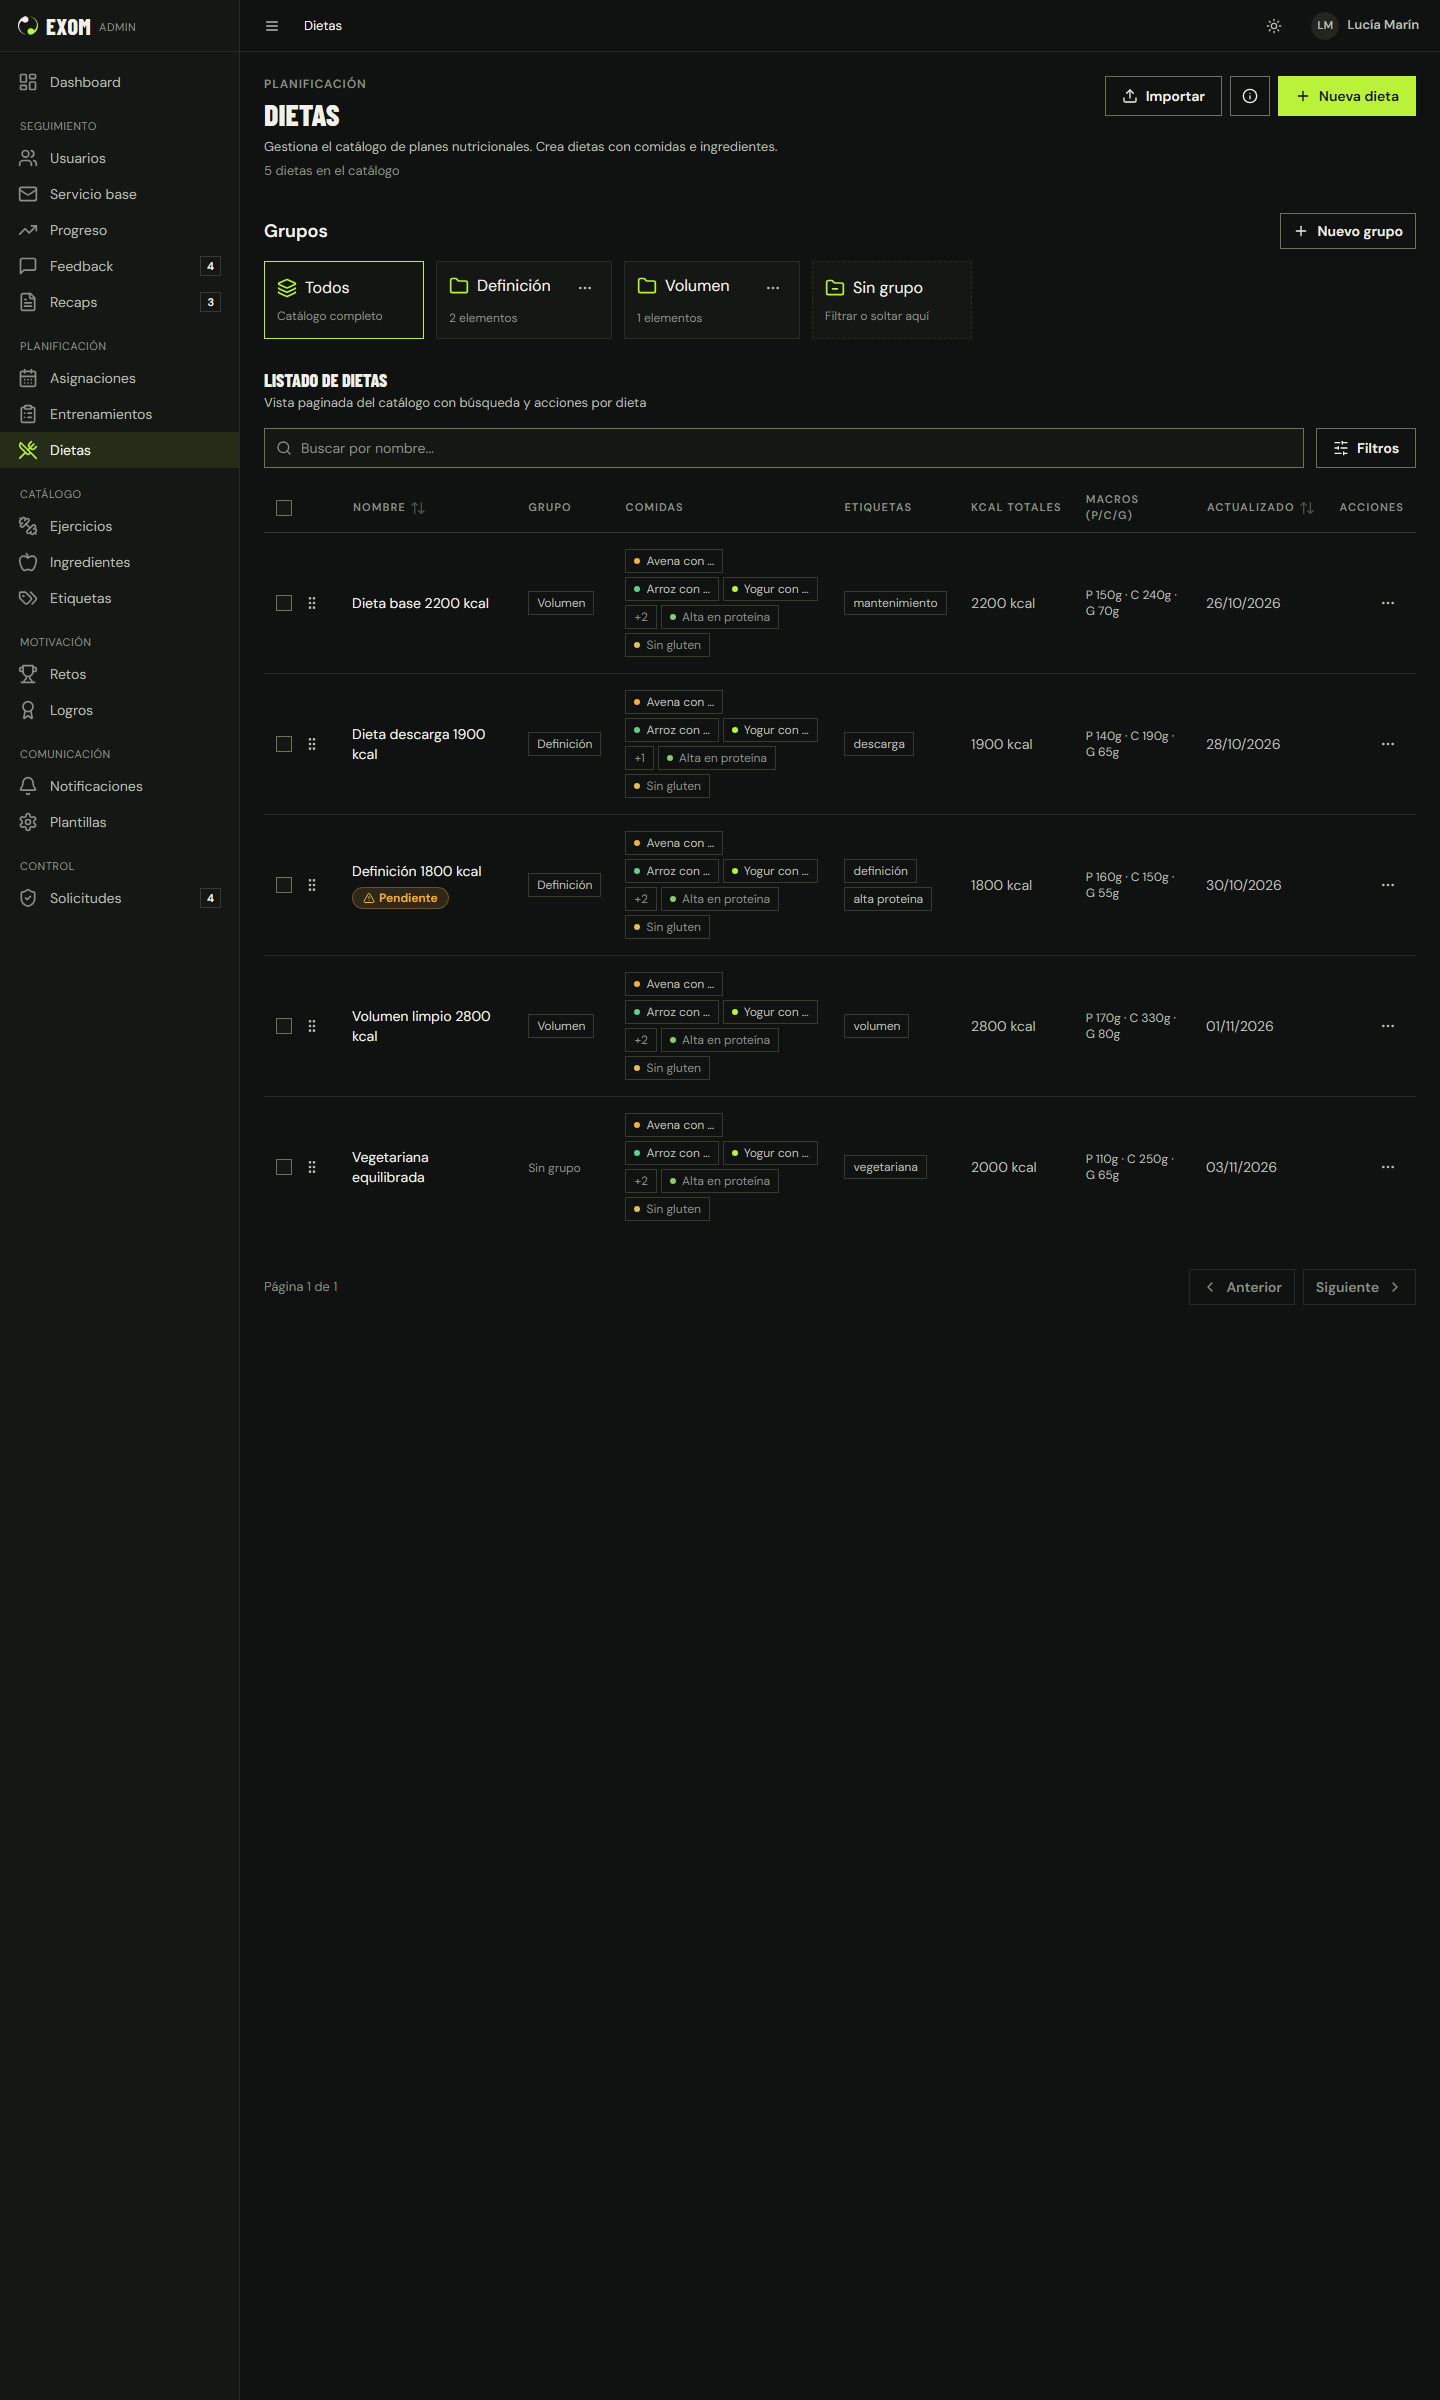 EXOM ADMIN
Dietas
LM Lucía Marín
Dashboard
SEGUIMIENTO
Usuarios
Servicio base
Progreso
Feedback 4
Recaps 3
PLANIFICACIÓN
Asignaciones
Entrenamientos
Dietas
CATÁLOGO
Ejercicios
Ingredientes
Etiquetas
MOTIVACIÓN
Retos
Logros
COMUNICACIÓN
Notificaciones
Plantillas
CONTROL
Solicitudes 4
PLANIFICACIÓN
DIETAS
Gestiona el catálogo de planes nutricionales. Crea dietas con comidas e ingredientes.
5 dietas en el catálogo
Importar
Nueva dieta
Grupos
Nuevo grupo
Todos
Catálogo completo
Definición
2 elementos
Volumen
1 elementos
Sin grupo
Filtrar o soltar aquí
LISTADO DE DIETAS
Vista paginada del catálogo con búsqueda y acciones por dieta
Buscar por nombre...
Filtros
NOMBRE GRUPO COMIDAS ETIQUETAS KCAL TOTALES MACROS (P/C/G) ACTUALIZADO ACCIONES
Dieta base 2200 kcal
Volumen
Avena con ...
Arroz con ... Yogur con ...
+2 Alta en proteína
Sin gluten
mantenimiento
2200 kcal
P 150g · C 240g ·
G 70g
26/10/2026
Dieta descarga 1900
kcal
Definición
Avena con ...
Arroz con ... Yogur con ...
+1 Alta en proteína
Sin gluten
descarga
1900 kcal
P 140g · C 190g ·
G 65g
28/10/2026
Definición 1800 kcal
Pendiente
Definición
Avena con ...
Arroz con ... Yogur con ...
+2 Alta en proteína
Sin gluten
definición
alta proteína
1800 kcal
P 160g · C 150g ·
G 55g
30/10/2026
Volumen limpio 2800
kcal
Volumen
Avena con ...
Arroz con ... Yogur con ...
+2 Alta en proteína
Sin gluten
volumen
2800 kcal
P 170g · C 330g ·
G 80g
01/11/2026
Vegetariana
equilibrada
Sin grupo
Avena con ...
Arroz con ... Yogur con ...
+2 Alta en proteína
Sin gluten
vegetariana
2000 kcal
P 110g · C 250g ·
G 65g
03/11/2026
Página 1 de 1
Anterior
Siguiente